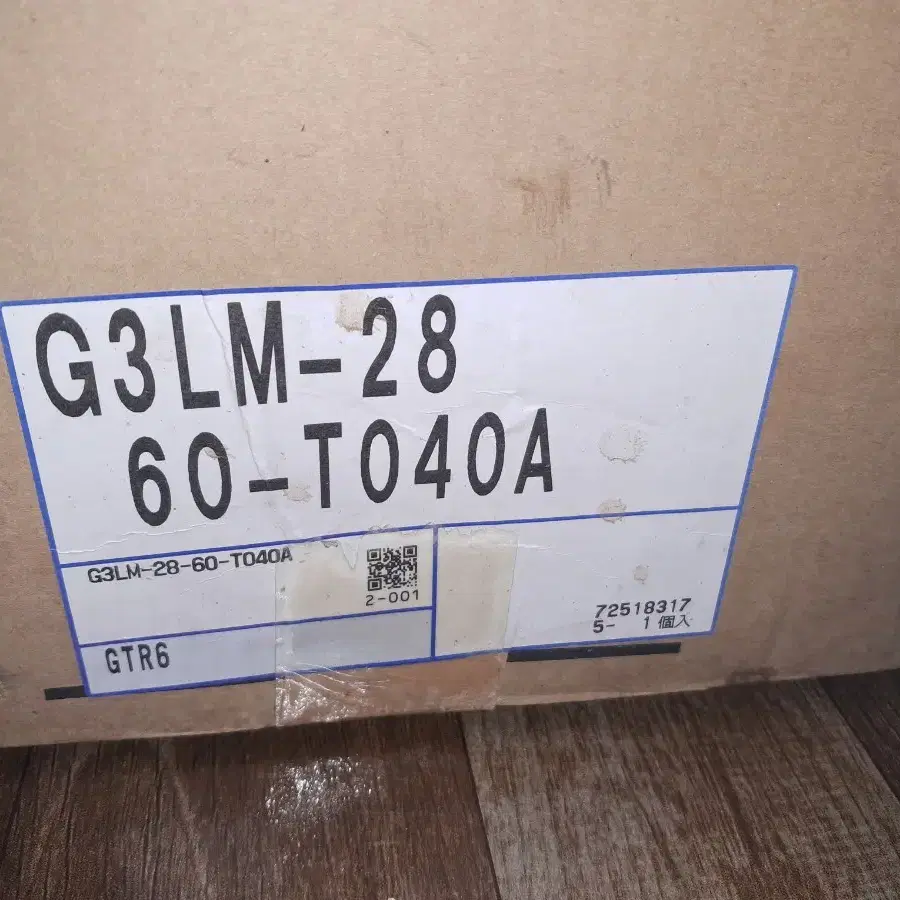 G3LM-28
60-T040A
G3LM-28-60-T040A
2-001
72518317
5- 1個入
GTR6